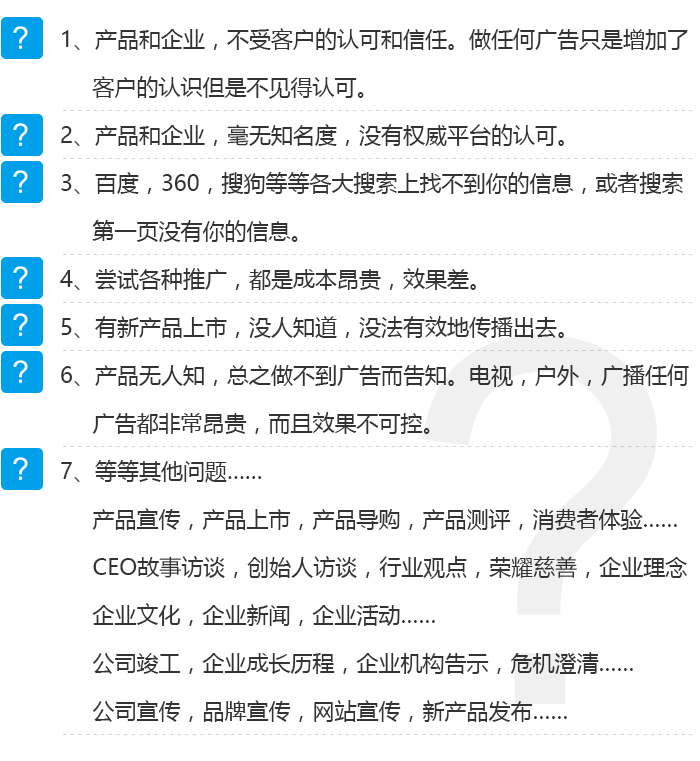 ? 1、产品和企业，不受客户的认可和信任。做任何广告只是增加了
客户的认识但是不见得认可。
? 2、产品和企业，毫无知名度，没有权威平台的认可。
? 3、百度，360，搜狗等等各大搜索上找不到你的信息，或者搜索
第一页没有你的信息。
? 4、尝试各种推广，都是成本昂贵，效果差。
? 5、有新产品上市，没人知道，没法有效地传播出去。
? 6、产品无人知，总之做不到广告而告知。电视，户外，广播任何
广告都非常昂贵，而且效果不可控。
? 7、等等其他问题......
产品宣传，产品上市，产品导购，产品测评，消费者体验......
CEO故事访谈，创始人访谈，行业观点，荣耀慈善，企业理念
企业文化，企业新闻，企业活动......
公司竣工，企业成长历程，企业机构告示，危机澄清......
公司宣传，品牌宣传，网站宣传，新产品发布......
?